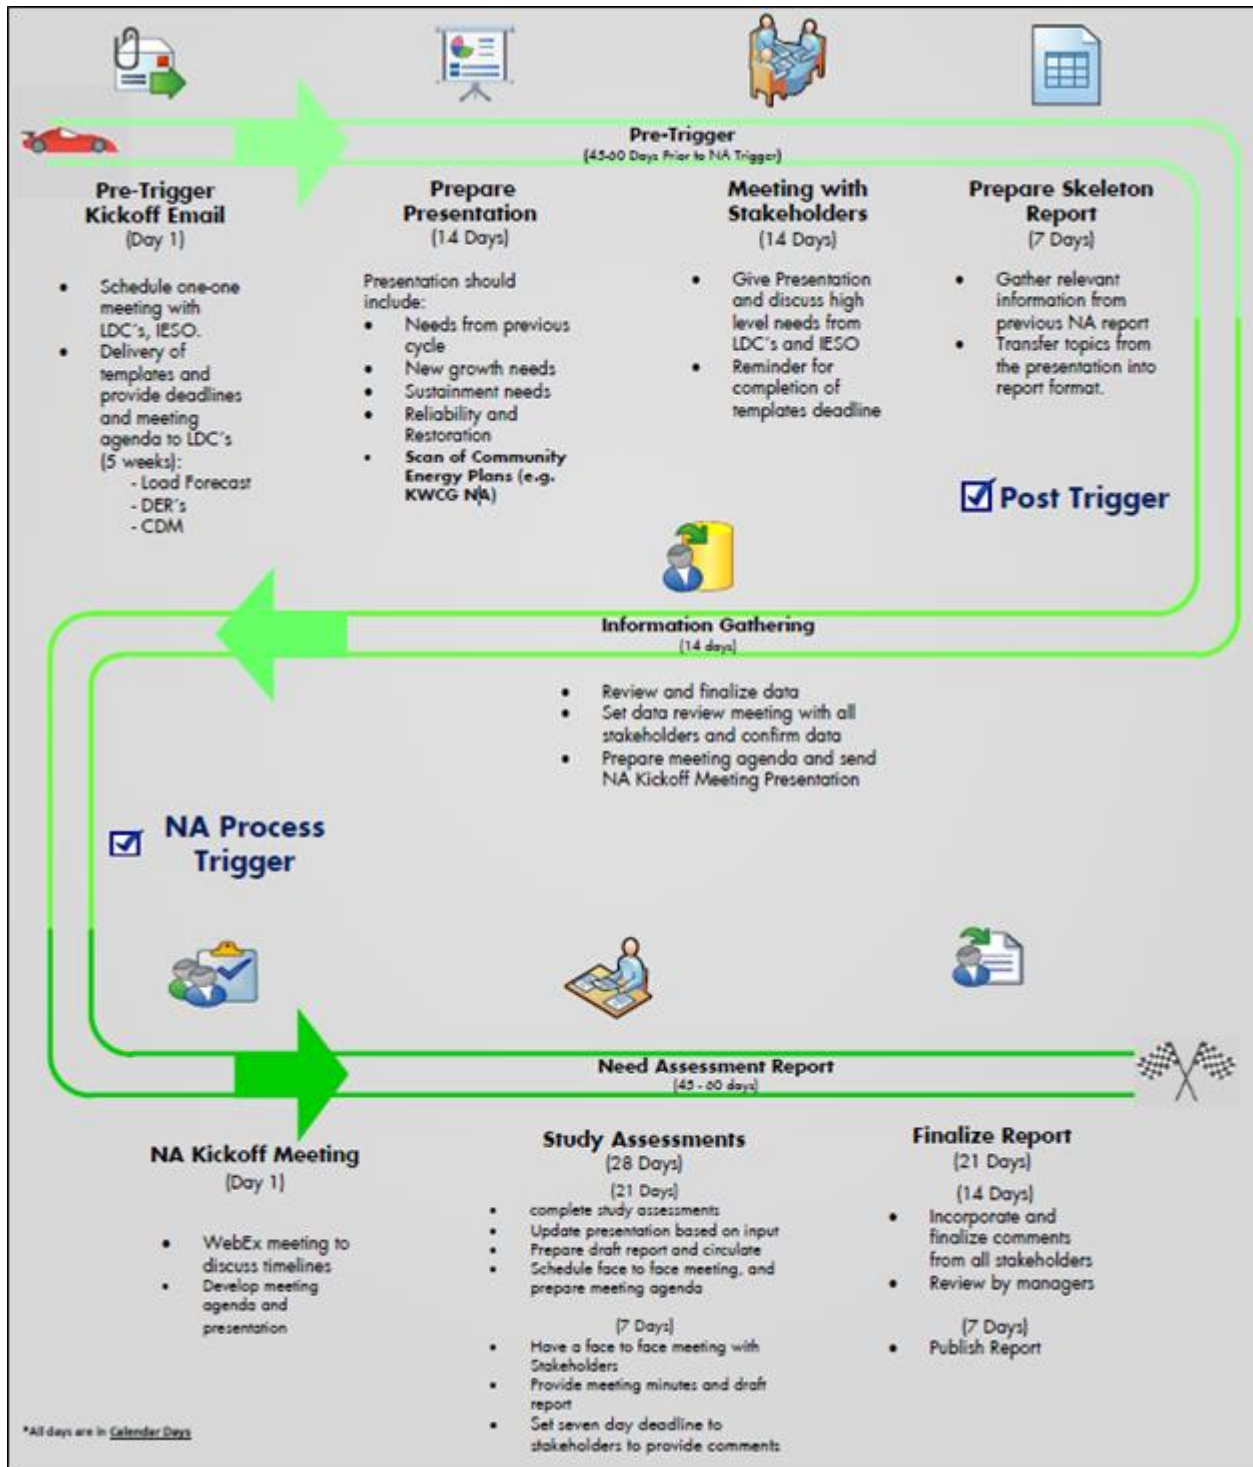 Pre-Trigger
(45-60 Days Prior to NA Trigger)
Pre-Trigger
Kickoff Email
(Day 1)
• Schedule one-one
meeting with
LDC's, IESO.
• Delivery of
templates and
provide deadlines
and meeting
agenda to LDC's
(5 weeks):
- Load Forecast
- DER's
- CDM
Prepare
Presentation
(14 Days)
Presentation should
include:
• Needs from previous
cycle
• New growth needs
• Sustainment needs
• Reliability and
Restoration
• Scan of Community
Energy Plans (e.g.
KWCG NA)
Meeting with
Stakeholders
(14 Days)
• Give Presentation
and discuss high
level needs from
LDC's and IESO
• Reminder for
completion of
templates deadline
Prepare Skeleton
Report
(7 Days)
• Gather relevant
information from
previous NA report
• Transfer topics from
the presentation into
report format.
Post Trigger
Information Gathering
(14 days)
• Review and finalize data
• Set data review meeting with all
stakeholders and confirm data
• Prepare meeting agenda and send
NA Kickoff Meeting Presentation
NA Process
Trigger
Need Assessment Report
(45 - 60 days)
NA Kickoff Meeting
(Day 1)
• WebEx meeting to
discuss timelines
• Develop meeting
agenda and
presentation
Study Assessments
(28 Days)
(21 Days)
• complete study assessments
• Update presentation based on input
• Prepare draft report and circulate
• Schedule face to face meeting, and
prepare meeting agenda
(7 Days)
• Have a face to face meeting with
Stakeholders
• Provide meeting minutes and draft
report
• Set seven day deadline to
stakeholders to provide comments
Finalize Report
(21 Days)
(14 Days)
• Incorporate and
finalize comments
from all stakeholders
• Review by managers
(7 Days)
• Publish Report
*All days are in Calendar Days